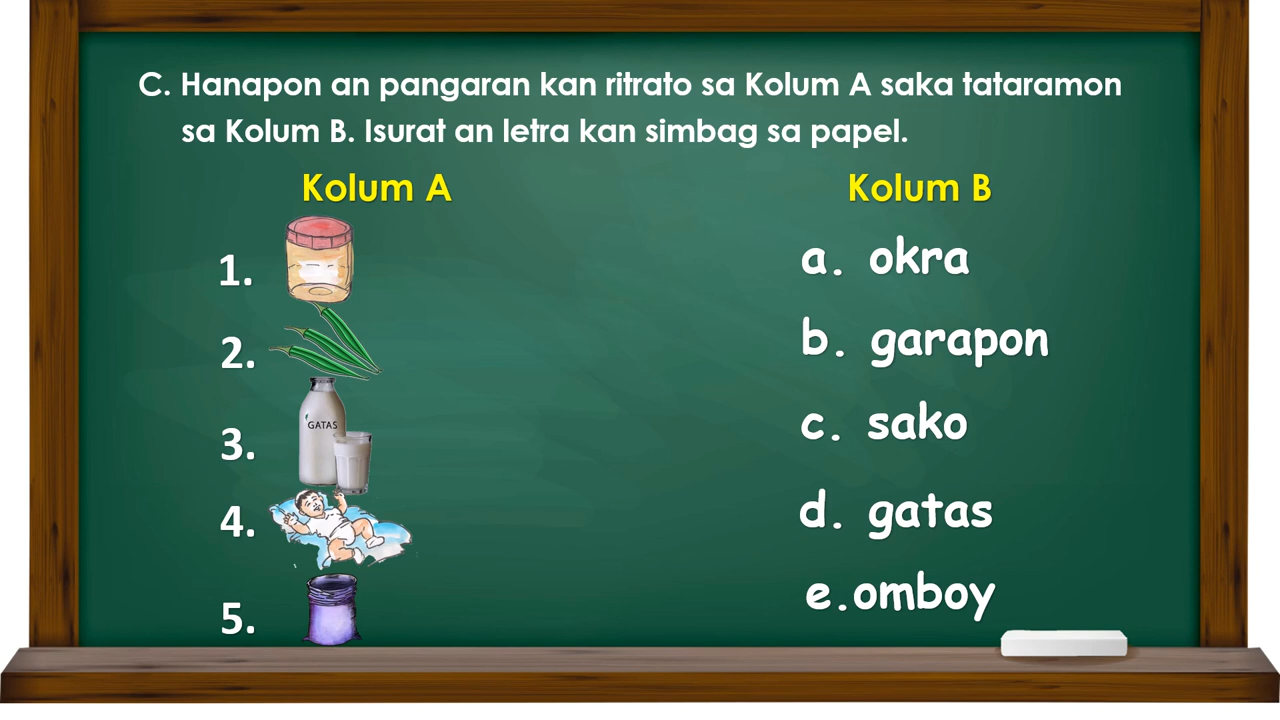 C. Hanapon an pangaran kan ritrato sa Kolum A saka tataramon
sa Kolum B. Isurat an letra kan simbag sa papel.
Kolum A
Kolum B
1.
a. okra
2.
b. garapon
GATAS
3.
c. sako
4.
d. gatas
5.
e.omboy